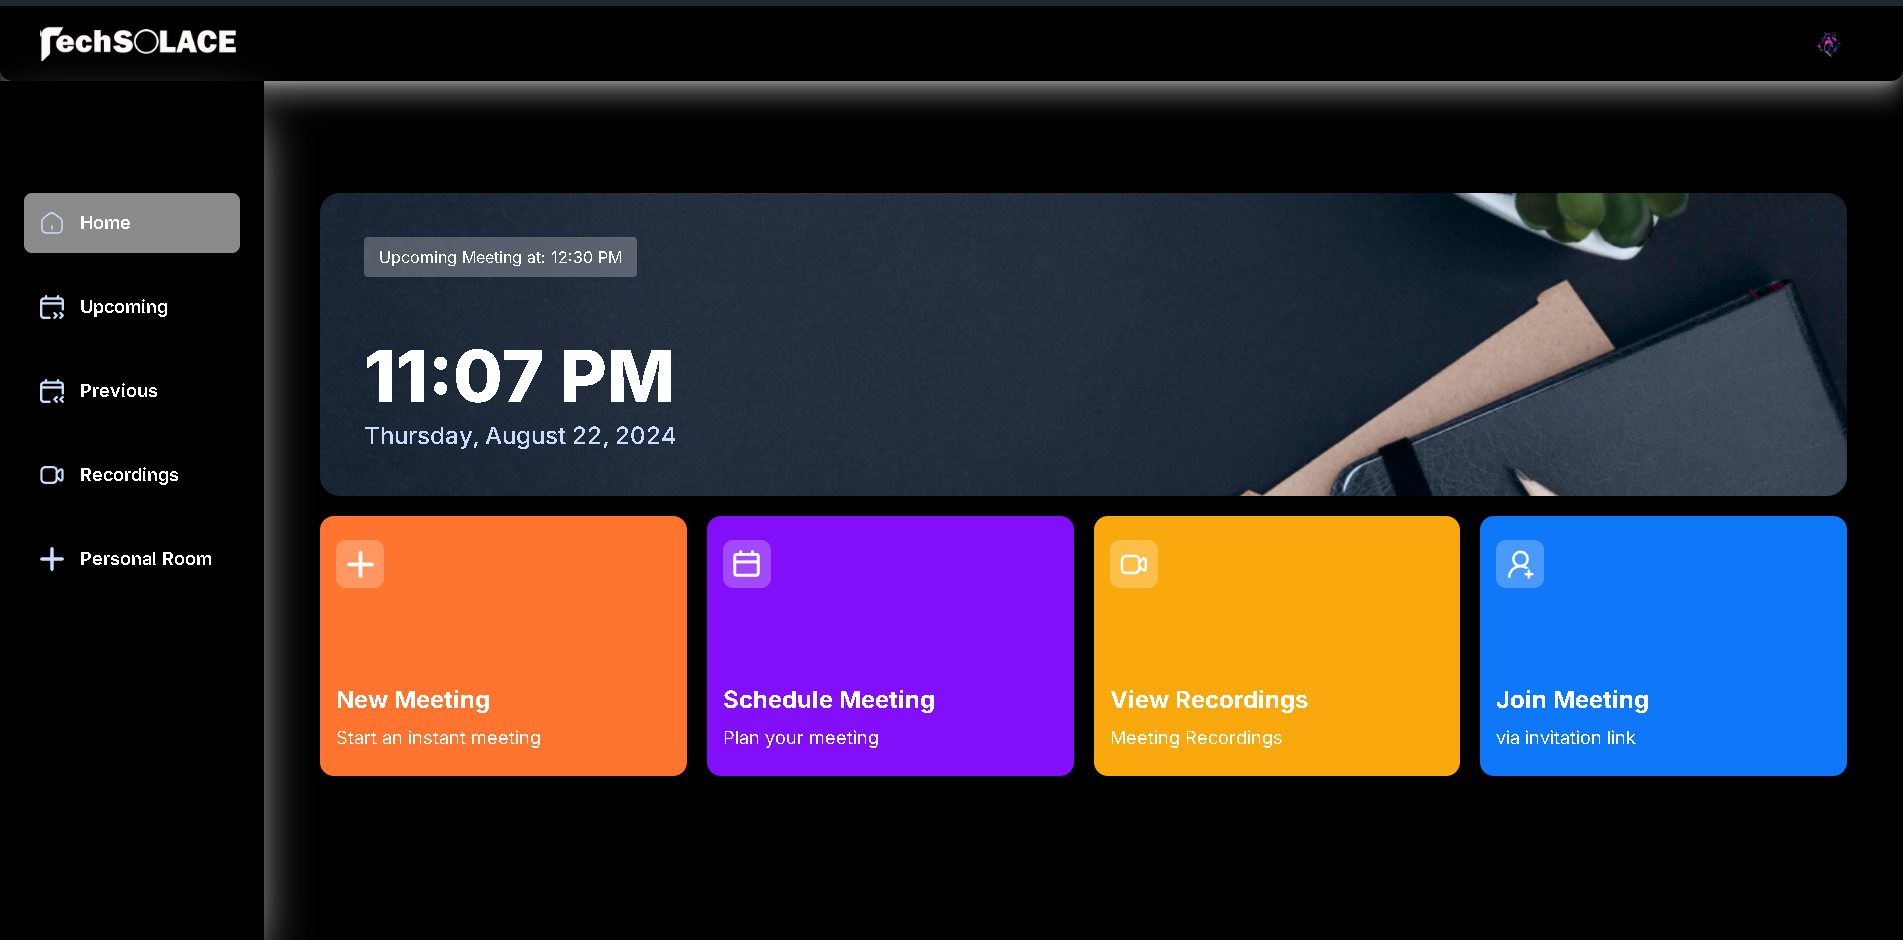 TechSOLACE
Home
Upcoming
Previous
Recordings
Personal Room
Upcoming Meeting at: 12:30 PM
11:07 PM
Thursday, August 22, 2024
New Meeting
Start an instant meeting
Schedule Meeting
Plan your meeting
View Recordings
Meeting Recordings
Join Meeting
via invitation link